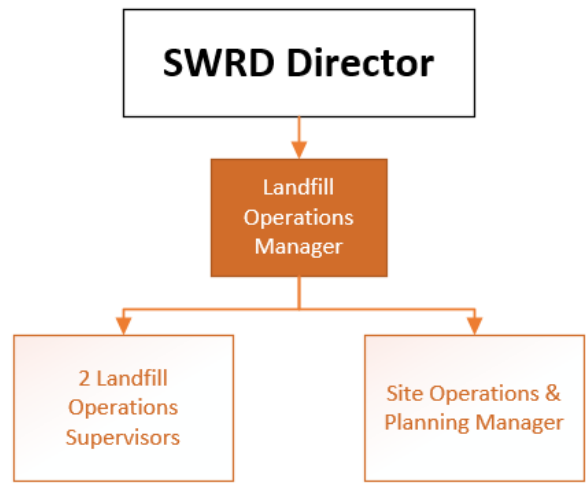 SWRD Director
Landfill
Operations
Manager
2 Landfill
Operations
Supervisors
Site Operations &
Planning Manager